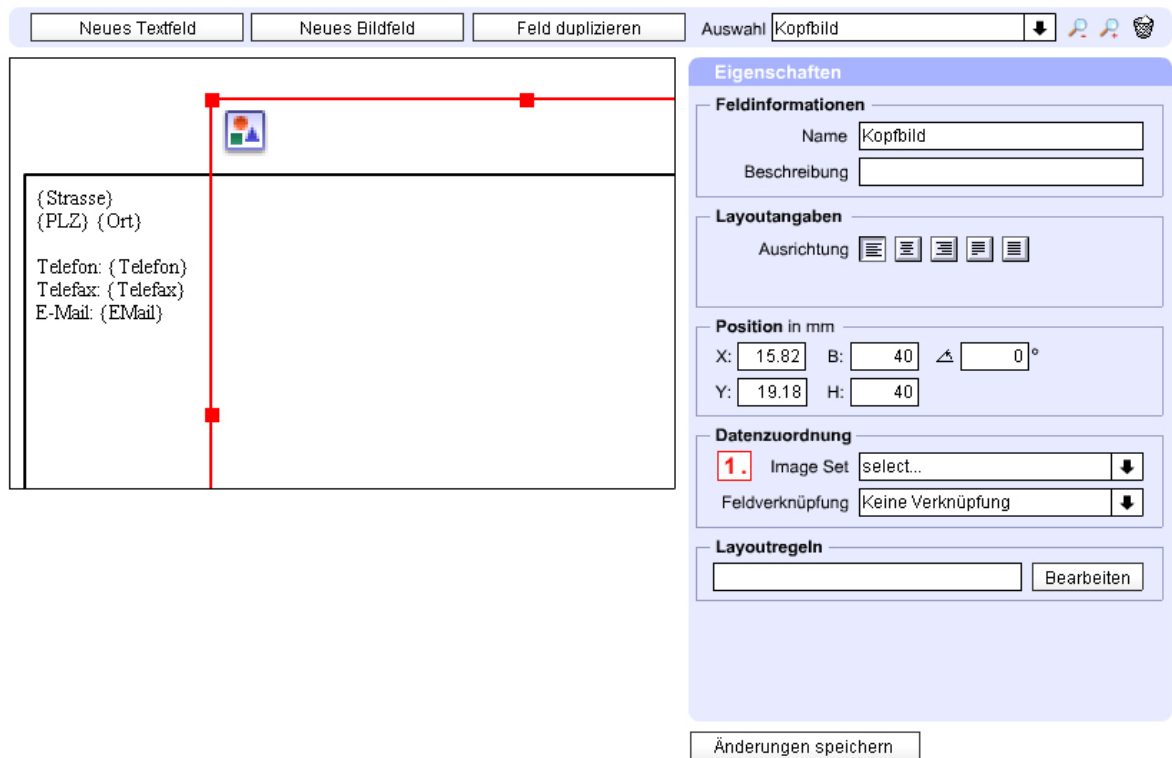 Neues Textfeld
Neues Bildfeld
Feld duplizieren
Auswahl Kopfbild
{Strasse}
{PLZ} {Ort}
Telefon: {Telefon}
Telefax: {Telefax}
E-Mail: {EMail}
Eigenschaften
Feldinformationen
Name Kopfbild
Beschreibung
Layoutangaben
Ausrichtung
Position in mm
X: 15.82 B: 40 0°
Y: 19.18 H: 40
Datenzuordnung
1. Image Set select...
Feldverknüpfung Keine Verknüpfung
Layoutregeln
Bearbeiten
Änderungen speichern